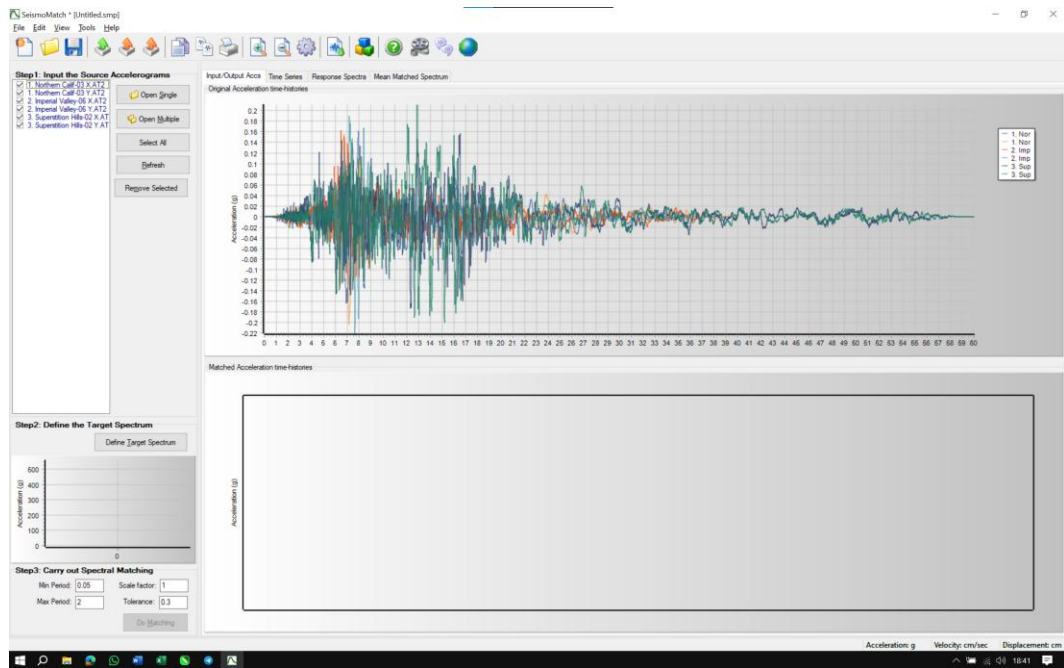 SeismoMatch * [Untitled.smp]
File Edit View Tools Help
Step1: Input the Source Accelerograms
1. Northern Calif-03 X.AT2
1. Northern Calif-03 Y.AT2
2. Imperial Valley-06 X.AT2
2. Imperial Valley-06 Y.AT2
3. Superstition Hills-02 X.AT
3. Superstition Hills-02 Y.AT
Open Single
Open Multiple
Select All
Refresh
Remove Selected
Input/Output Accs Time Series Response Spectra Mean Matched Spectrum
Original Acceleration time-histories
Acceleration (g)
0.2
0.18
0.16
0.14
0.12
0.1
0.08
0.06
0.04
0.02
0
-0.02
-0.04
-0.06
-0.08
-0.1
-0.12
-0.14
-0.16
-0.18
-0.2
-0.22
0 1 2 3 4 5 6 7 8 9 10 11 12 13 14 15 16 17 18 19 20 21 22 23 24 25 26 27 28 29 30 31 32 33 34 35 36 37 38 39 40 41 42 43 44 45 46 47 48 49 50 51 52 53 54 55 56 57 58 59 60
1. Nor
1. Nor
2. Imp
2. Imp
3. Sup
3. Sup
Matched Acceleration time-histories
Acceleration (g)
Step2: Define the Target Spectrum
Define Target Spectrum
Acceleration (g)
600
500
400
300
200
100
0
0
Step3: Carry out Spectral Matching
Min Period: 0.05 Scale factor: 1
Max Period: 2 Tolerance: 0.3
Do Matching
Acceleration: g Velocity: cm/sec Displacement: cm
18:41